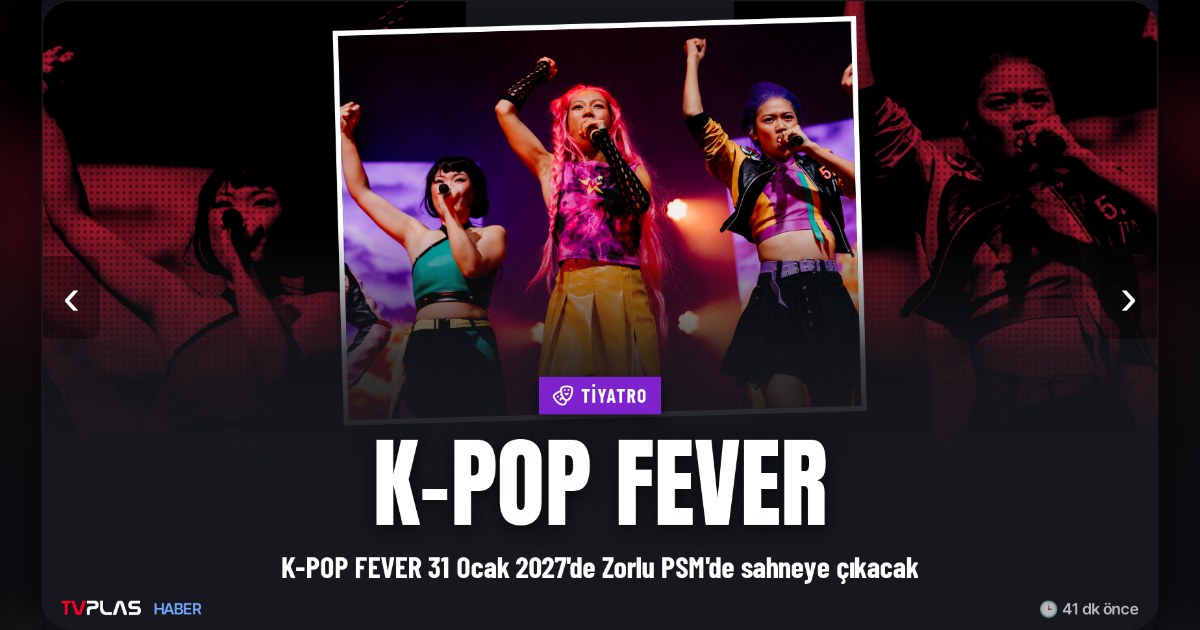 TİYATRO
K-POP FEVER
K-POP FEVER 31 Ocak 2027'de Zorlu PSM'de sahneye çıkacak
TVPLAS HABER
41 dk önce